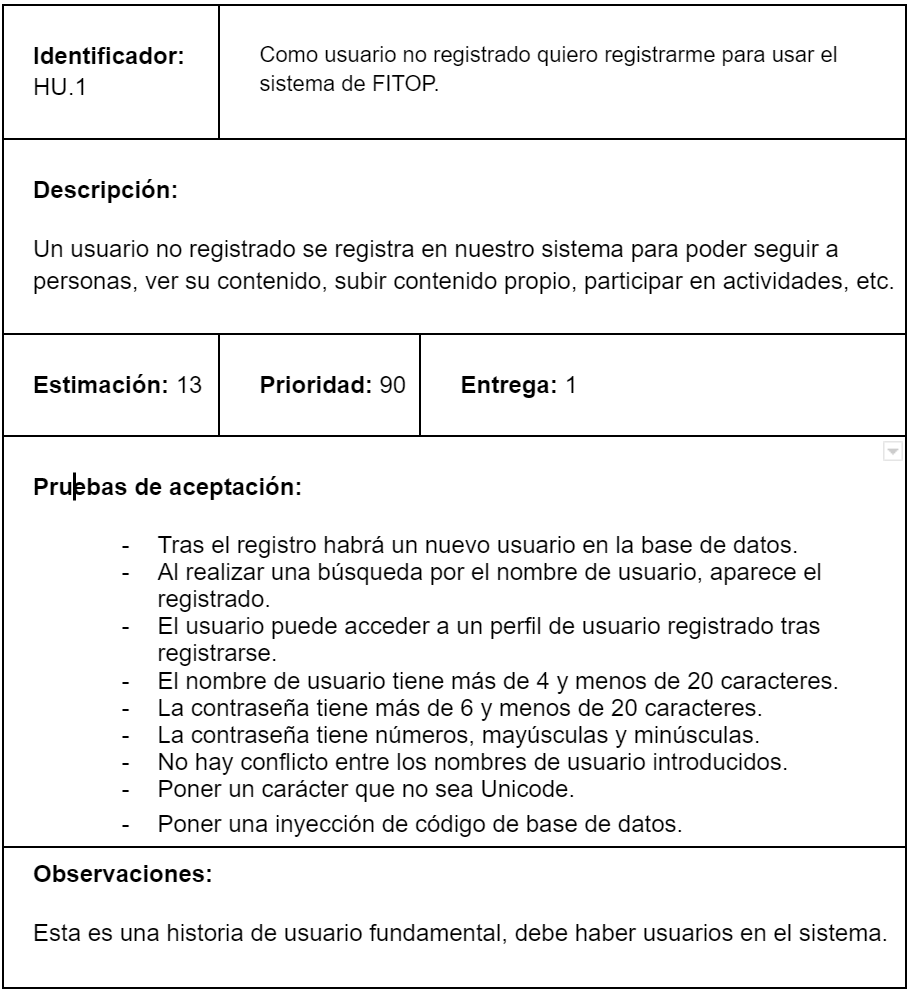 Identificador:
HU.1
Como usuario no registrado quiero registrarme para usar el
sistema de FITOP.
Descripción:
Un usuario no registrado se registra en nuestro sistema para poder seguir a
personas, ver su contenido, subir contenido propio, participar en actividades, etc.
Estimación: 13
Prioridad: 90
Entrega: 1
Pruebas de aceptación:
- Tras el registro habrá un nuevo usuario en la base de datos.
- Al realizar una búsqueda por el nombre de usuario, aparece el
registrado.
- El usuario puede acceder a un perfil de usuario registrado tras
registrarse.
- El nombre de usuario tiene más de 4 y menos de 20 caracteres.
- La contraseña tiene más de 6 y menos de 20 caracteres.
- La contraseña tiene números, mayúsculas y minúsculas.
- No hay conflicto entre los nombres de usuario introducidos.
- Poner un carácter que no sea Unicode.
- Poner una inyección de código de base de datos.
Observaciones:
Esta es una historia de usuario fundamental, debe haber usuarios en el sistema.